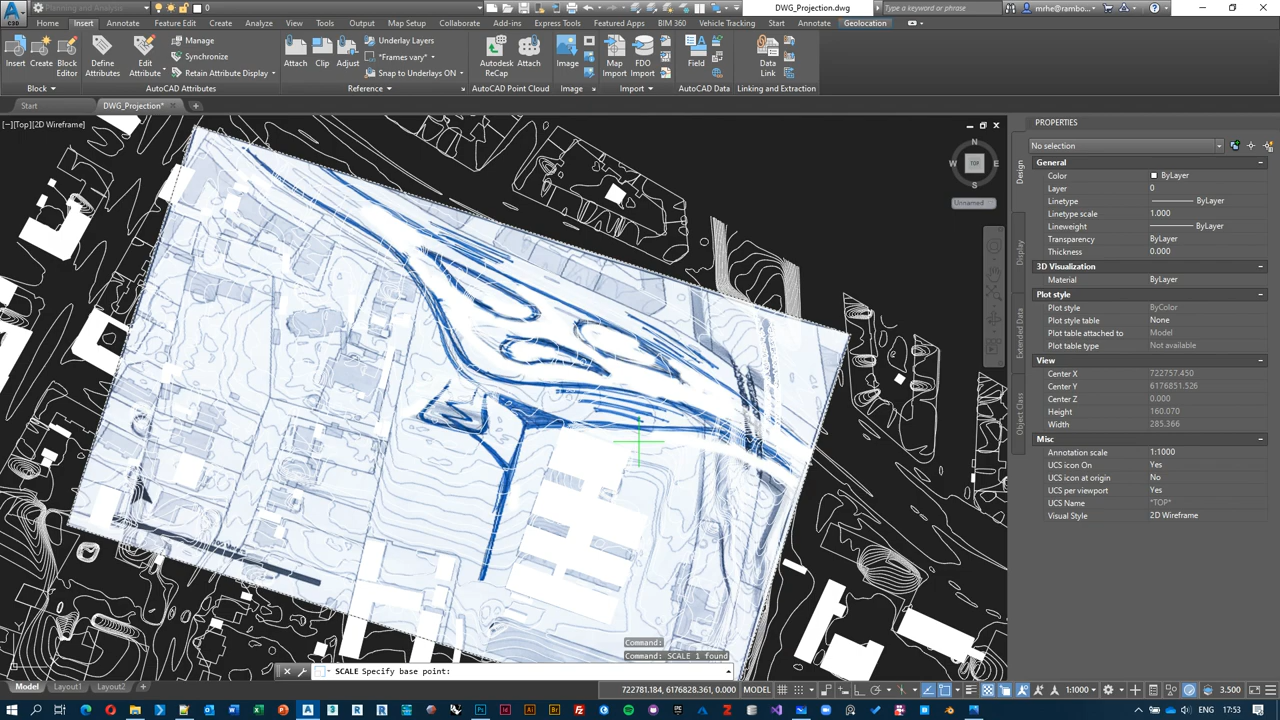 C3D
Planning and Analysis
0
DWG_Projection.dwg
Type a keyword or phrase
mrhe@rambo...
Home
Insert
Annotate
Feature Edit
Create
Analyze
View
Tools
Output
Map Setup
Collaborate
Add-ins
Express Tools
Featured Apps
BIM 360
Vehicle Tracking
Start
Annotate
Geolocation
Insert
Create
Block
Editor
Define
Attributes
Edit
Attribute
Manage
Synchronize
Retain Attribute Display
Attach
Clip
Adjust
Underlay Layers
*Frames vary*
Snap to Underlays ON
Autodesk
ReCap
Attach
Image
Map
Import
FDO
Import
Field
Data
Link
Block
AutoCAD Attributes
Reference
AutoCAD Point Cloud
Image
Import
AutoCAD Data
Linking and Extraction
Start
DWG_Projection*
[−][Top][2D Wireframe]
N
W
TOP
E
S
Unnamed
PROPERTIES
No selection
Design
Display
Extended Data
Object Class
General
Color
ByLayer
Layer
0
Linetype
ByLayer
Linetype scale
1.000
Lineweight
ByLayer
Transparency
ByLayer
Thickness
0.000
3D Visualization
Material
ByLayer
Plot style
Plot style
ByColor
Plot style table
None
Plot table attached to
Model
Plot table type
Not available
View
Center X
722757.450
Center Y
6176851.526
Center Z
0.000
Height
160.070
Width
285.366
Misc
Annotation scale
1:1000
UCS icon On
Yes
UCS icon at origin
No
UCS per viewport
Yes
UCS Name
*TOP*
Visual Style
2D Wireframe
Command:
Command: SCALE 1 found
SCALE Specify base point:
Model
Layout1
Layout2
722781.184, 6176828.361, 0.000
MODEL
1:1000
3.500
17:53